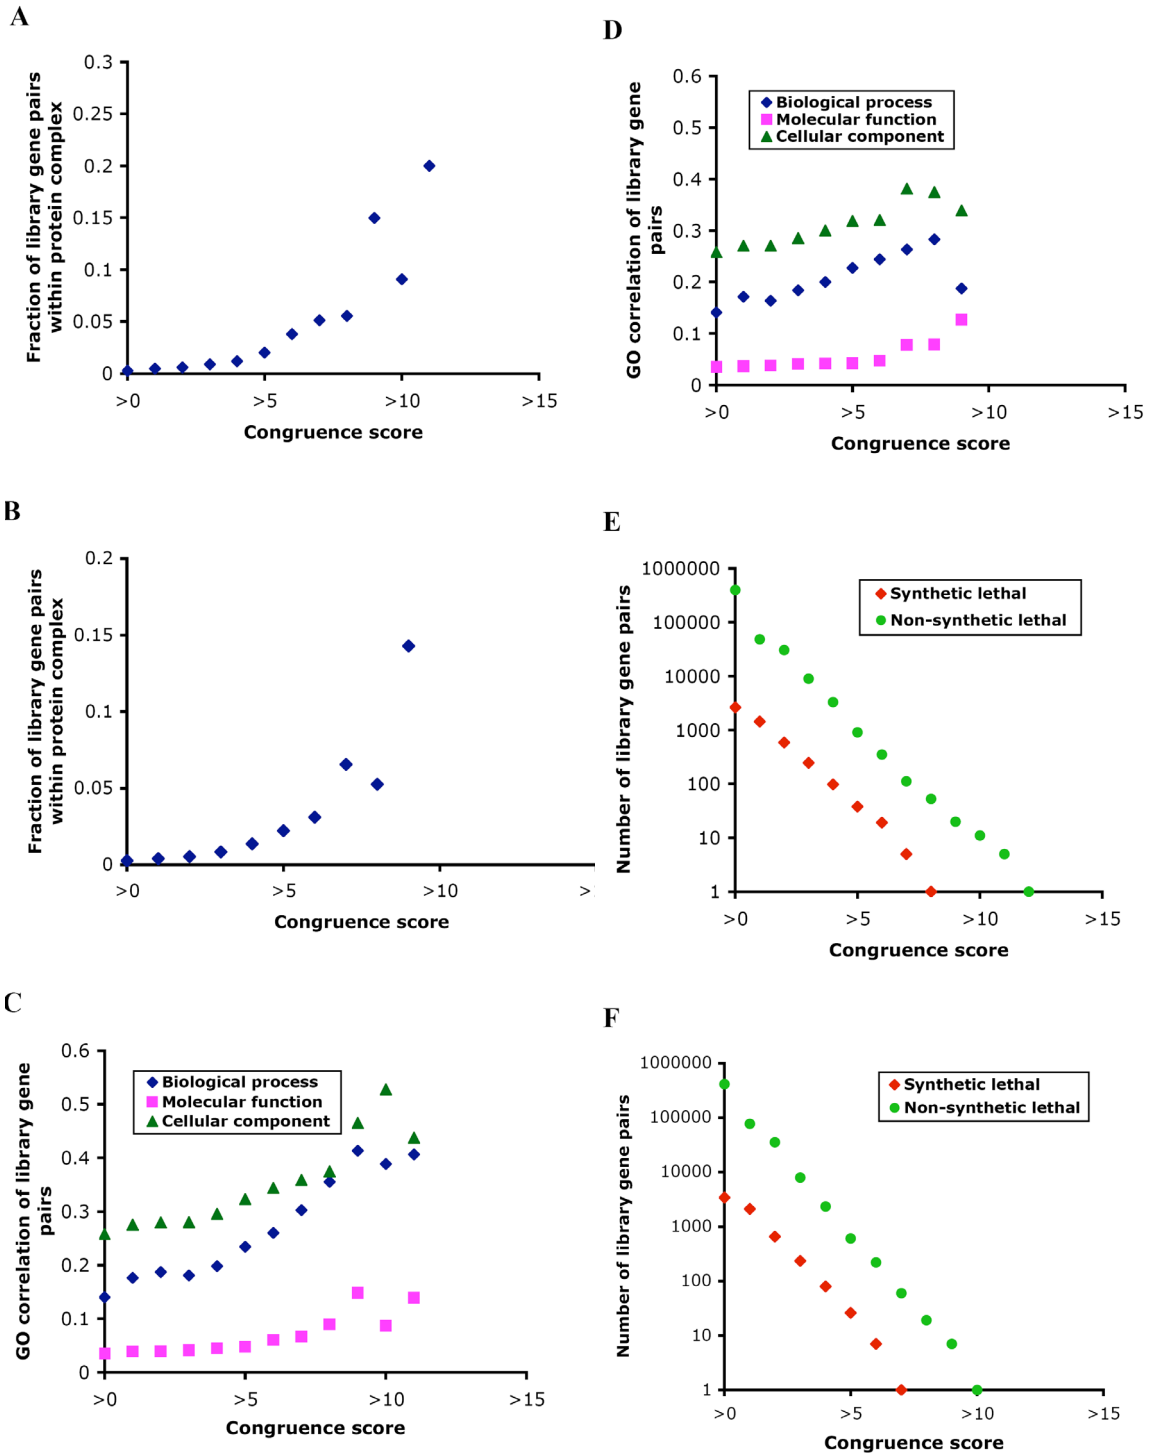 A
Fraction of library gene pairs
within protein complex
0.3
0.25
0.2
0.15
0.1
0.05
0
>0
>5
>10
>15
Congruence score
B
Fraction of library gene pairs
within protein complex
0.2
0.15
0.1
0.05
0
>0
>5
>10
>
Congruence score
C
GO correlation of library gene
pairs
0.6
0.5
0.4
0.3
0.2
0.1
0
Biological process
Molecular function
Cellular component
>0
>5
>10
>15
Congruence score
D
GO correlation of library gene
pairs
0.6
0.5
0.4
0.3
0.2
0.1
0
Biological process
Molecular function
Cellular component
>0
>5
>10
>15
Congruence score
E
Number of library gene pairs
1000000
100000
10000
1000
100
10
1
Synthetic lethal
Non-synthetic lethal
>0
>5
>10
>15
Congruence score
F
Number of library gene pairs
1000000
100000
10000
1000
100
10
1
Synthetic lethal
Non-synthetic lethal
>0
>5
>10
>15
Congruence score